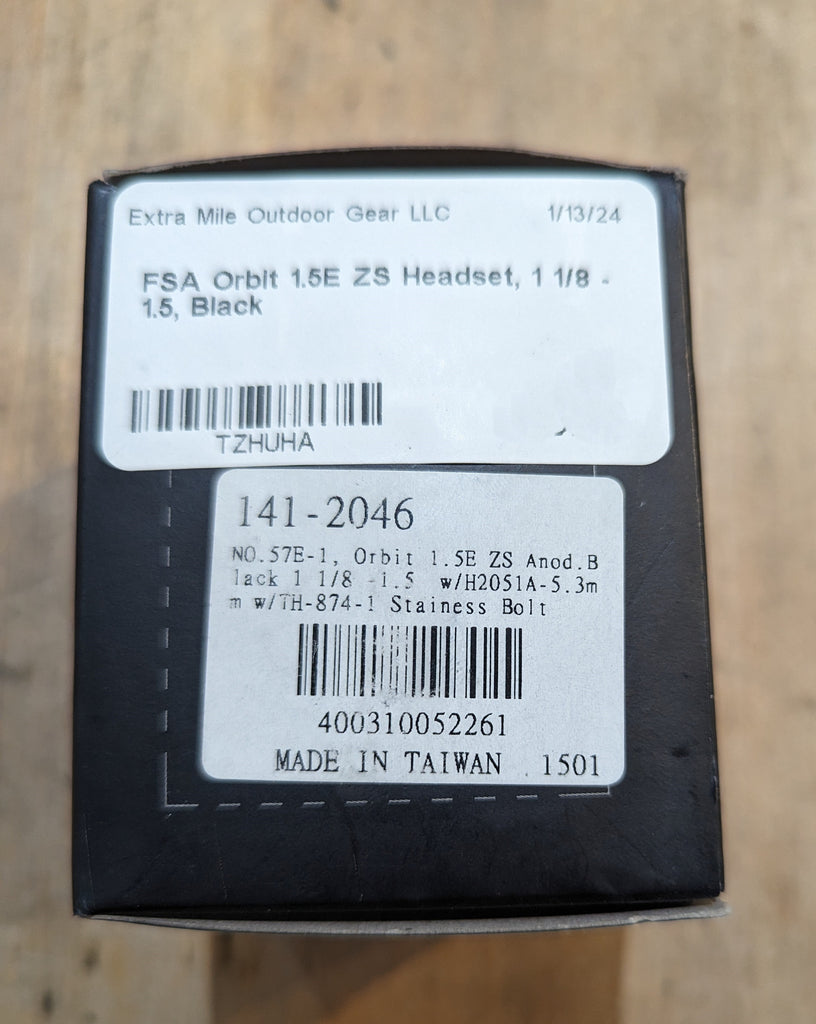 Extra Mile Outdoor Gear LLC 1/13/24
FSA Orbit 1.5E ZS Headset, 1 1/8 -
1.5, Black
TZHUHA
141-2046
NO.57E-1, Orbit 1.5E ZS Anod.B
lack 1 1/8 -1.5 w/H2051A-5.3m
m w/TH-874-1 Stainess Bolt
400310052261
MADE IN TAIWAN 1501